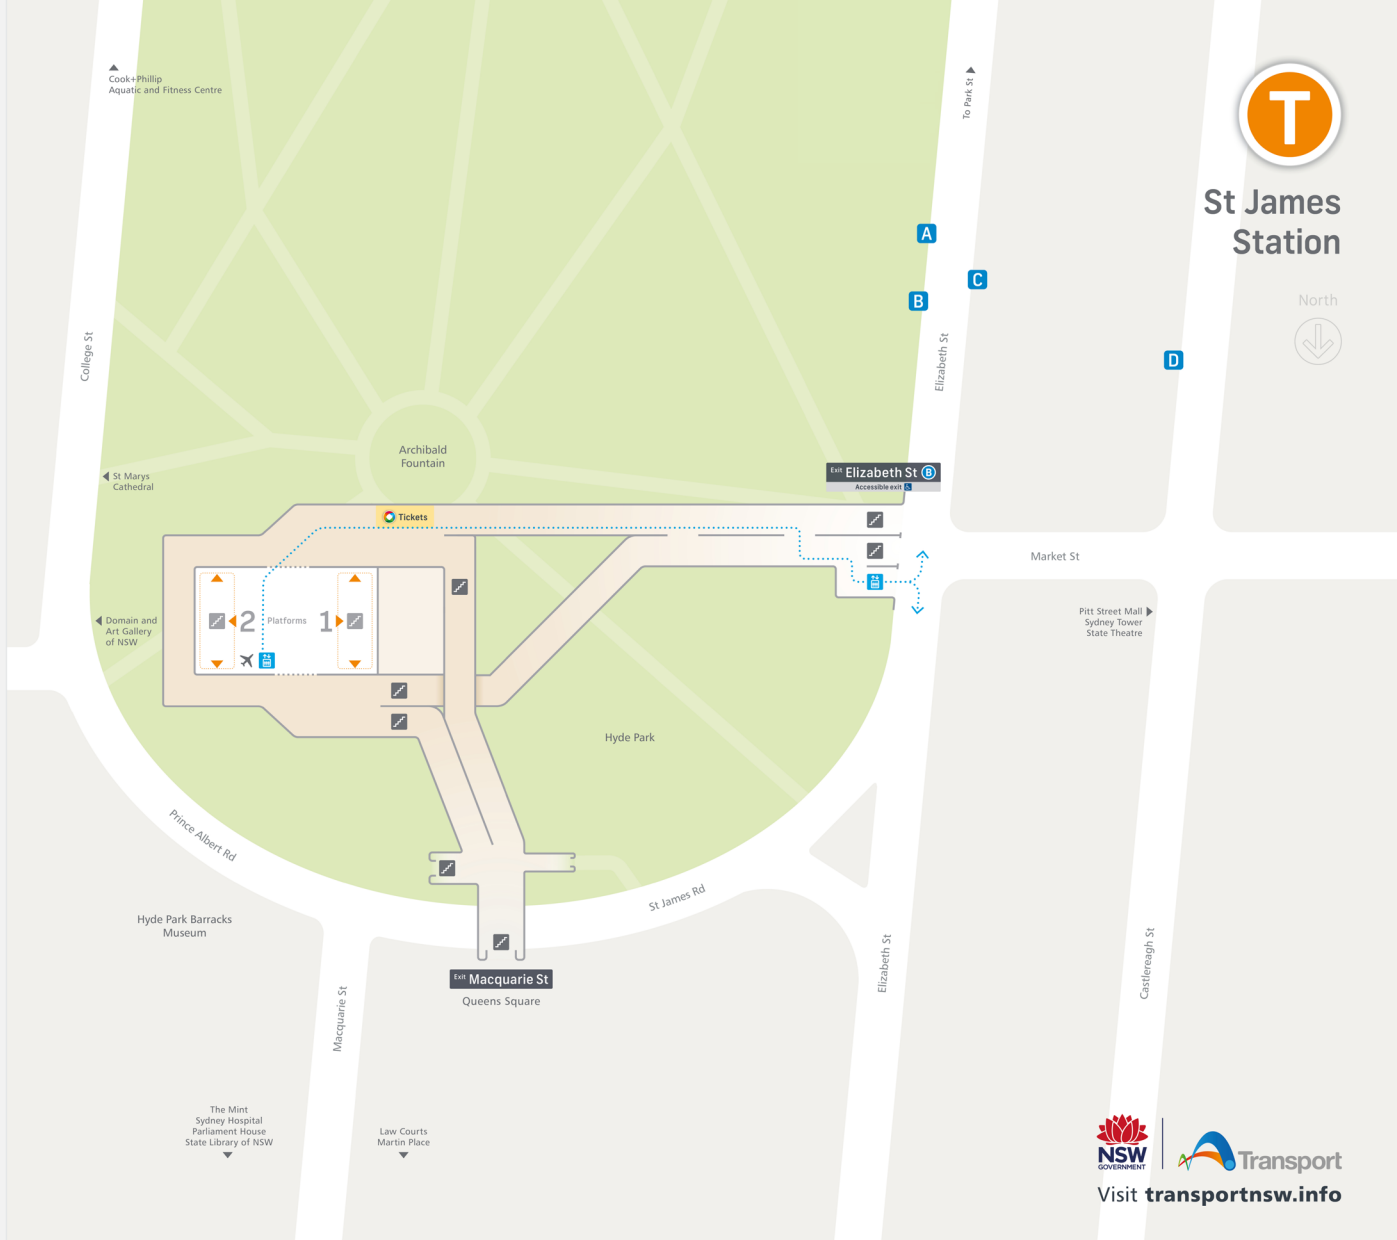 Cook+Phillip
Aquatic and Fitness Centre
To Park St
T
St James
Station
North
A
C
B
D
College St
Elizabeth St
Archibald
Fountain
St Marys
Cathedral
Exit Elizabeth St B
Accessible exit
Tickets
Market St
Domain and
Art Gallery
of NSW
2 Platforms 1
Pitt Street Mall
Sydney Tower
State Theatre
Hyde Park
Prince Albert Rd
St James Rd
Hyde Park Barracks
Museum
Exit Macquarie St
Queens Square
Macquarie St
Elizabeth St
Castlereagh St
The Mint
Sydney Hospital
Parliament House
State Library of NSW
Law Courts
Martin Place
NSW
GOVERNMENT
Transport
Visit transportnsw.info